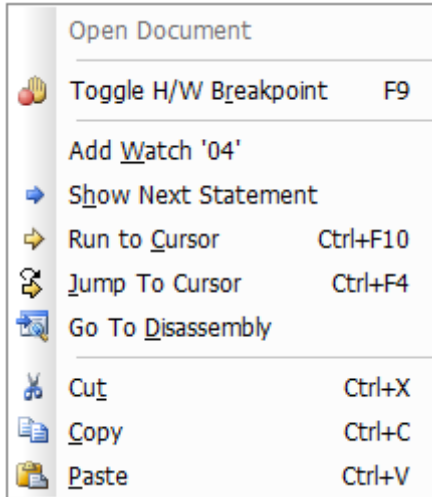 Open Document
Toggle H/W Breakpoint F9
Add Watch '04'
Show Next Statement
Run to Cursor Ctrl+F10
Jump To Cursor Ctrl+F4
Go To Disassembly
Cut Ctrl+X
Copy Ctrl+C
Paste Ctrl+V